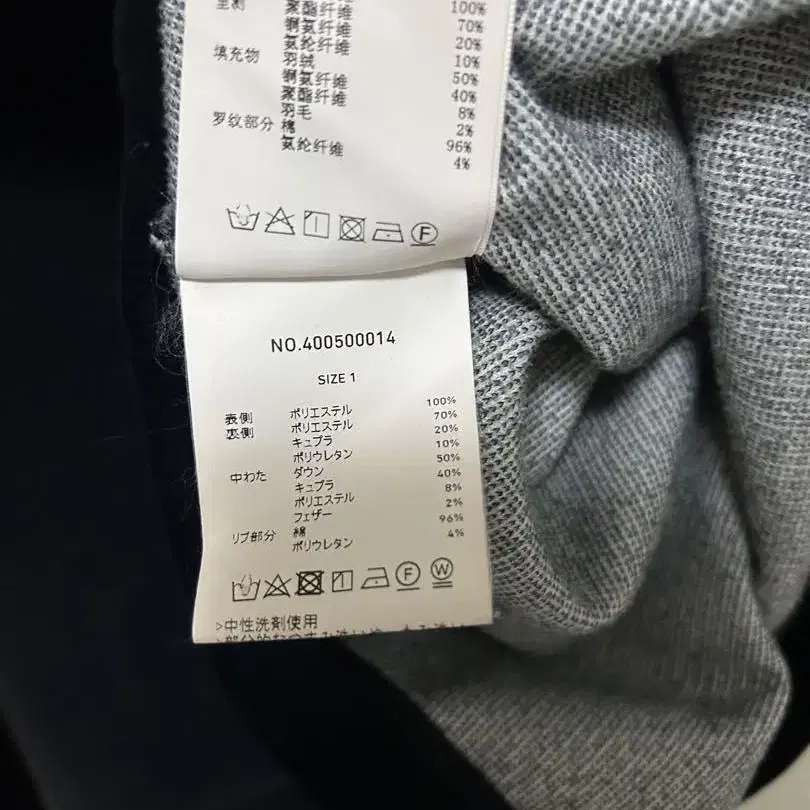 里料 聚酯纤维 100%
铜氨纤维 70%
氨纶纤维 20%
填充物 羽绒 10%
铜氨纤维 50%
聚酯纤维 40%
羽毛 8%
罗纹部分 棉 2%
氨纶纤维 96%
4%
F
NO.400500014
SIZE 1
表側 ポリエステル 100%
裏側 ポリエステル 70%
キュプラ 20%
ポリウレタン 10%
中わた ダウン 50%
キュプラ 40%
ポリエステル 8%
フェザー 2%
リブ部分 綿 96%
ポリウレタン 4%
F W
>中性洗剤使用